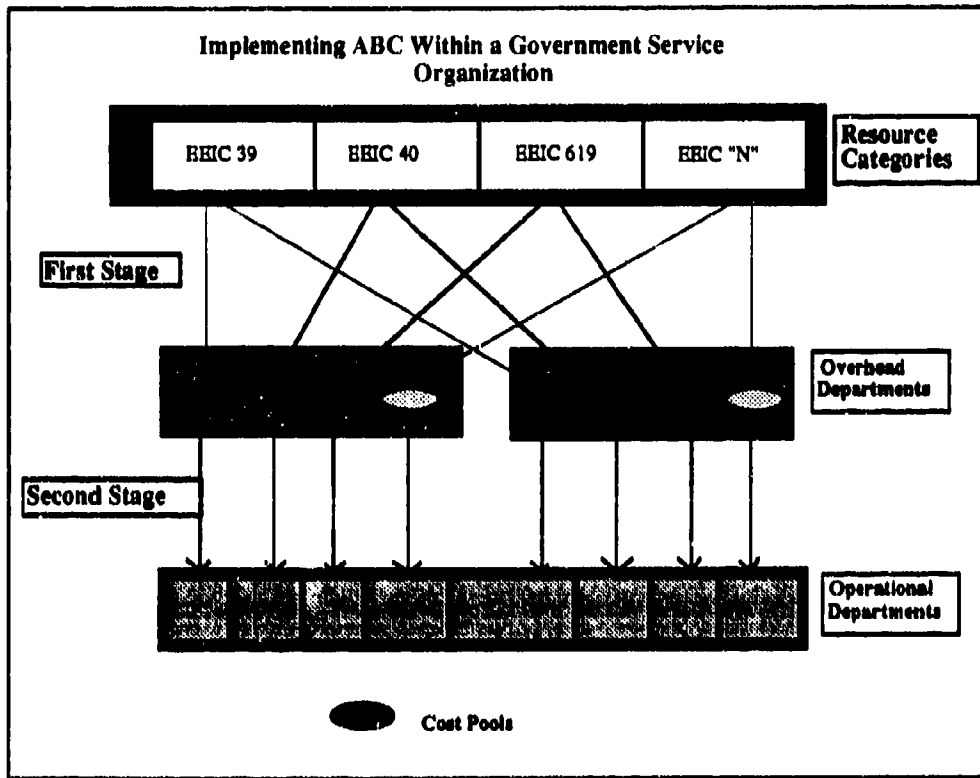 Implementing ABC Within a Government Service
Organization
EEIC 39
EEIC 40
EEIC 619
EEIC "N"
Resource
Categories
First Stage
Overhead
Departments
Second Stage
Operational
Departments
Cost Pools